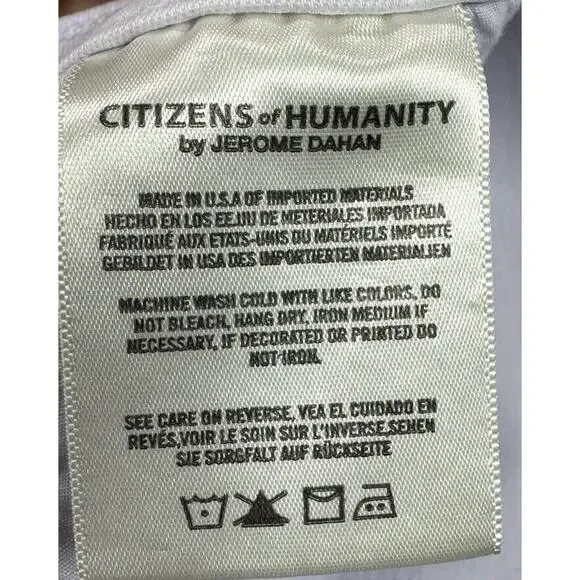 CITIZENS of HUMANITY
by JEROME DAHAN
MADE IN U.S.A OF IMPORTED MATERIALS
HECHO EN LOS EE.UU DE METERIALES IMPORTADA
FABRIQUÉ AUX ETATS-UNIS DU MATÉRIELS IMPORTÉ
GEBILDET IN USA DES IMPORTIERTEN MATERIALIEN
MACHINE WASH COLD WITH LIKE COLORS, DO
NOT BLEACH, HANG DRY, IRON MEDIUM IF
NECESSARY, IF DECORATED OR PRINTED DO
NOT IRON.
SEE CARE ON REVERSE, VEA EL CUIDADO EN
REVÉS,VOIR LE SOIN SUR L'INVERSE,SEHEN
SIE SORGFALT AUF RÜCKSEITE